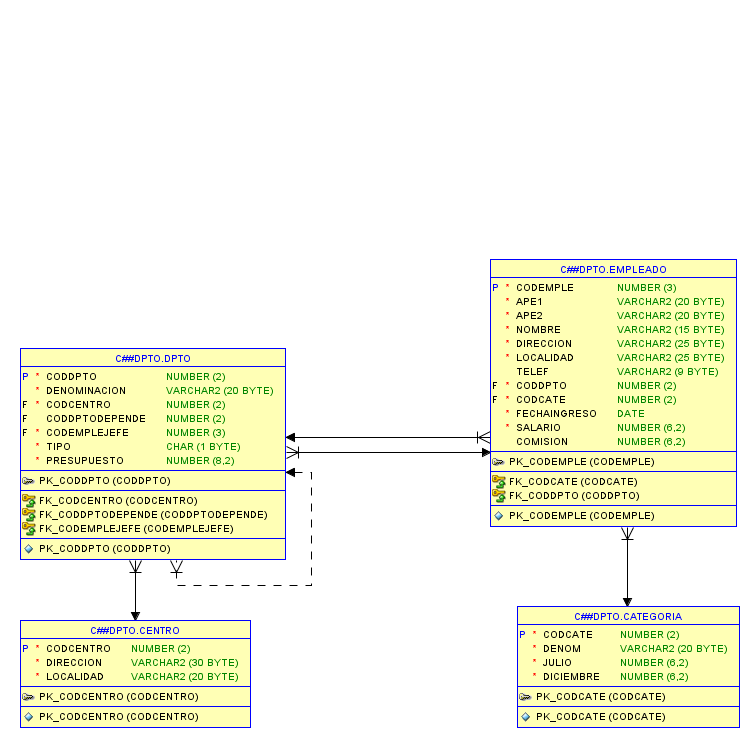 C##DPTO.EMPLEADO
P * CODEMPLE NUMBER (3)
* APE1 VARCHAR2 (20 BYTE)
* APE2 VARCHAR2 (20 BYTE)
* NOMBRE VARCHAR2 (15 BYTE)
* DIRECCION VARCHAR2 (25 BYTE)
* LOCALIDAD VARCHAR2 (25 BYTE)
TELEF VARCHAR2 (9 BYTE)
F * CODDPTO NUMBER (2)
F * CODCATE NUMBER (2)
* FECHAINGRESO DATE
* SALARIO NUMBER (6,2)
COMISION NUMBER (6,2)
PK_CODEMPLE (CODEMPLE)
FK_CODCATE (CODCATE)
FK_CODDPTO (CODDPTO)
PK_CODEMPLE (CODEMPLE)
C##DPTO.DPTO
P * CODDPTO NUMBER (2)
* DENOMINACION VARCHAR2 (20 BYTE)
F * CODCENTRO NUMBER (2)
F CODDPTODEPENDE NUMBER (2)
F * CODEMPLEJEFE NUMBER (3)
* TIPO CHAR (1 BYTE)
* PRESUPUESTO NUMBER (8,2)
PK_CODDPTO (CODDPTO)
FK_CODCENTRO (CODCENTRO)
FK_CODDPTODEPENDE (CODDPTODEPENDE)
FK_CODEMPLEJEFE (CODEMPLEJEFE)
PK_CODDPTO (CODDPTO)
C##DPTO.CENTRO
P * CODCENTRO NUMBER (2)
* DIRECCION VARCHAR2 (30 BYTE)
* LOCALIDAD VARCHAR2 (20 BYTE)
PK_CODCENTRO (CODCENTRO)
PK_CODCENTRO (CODCENTRO)
C##DPTO.CATEGORIA
P * CODCATE NUMBER (2)
* DENOM VARCHAR2 (20 BYTE)
* JULIO NUMBER (6,2)
* DICIEMBRE NUMBER (6,2)
PK_CODCATE (CODCATE)
PK_CODCATE (CODCATE)